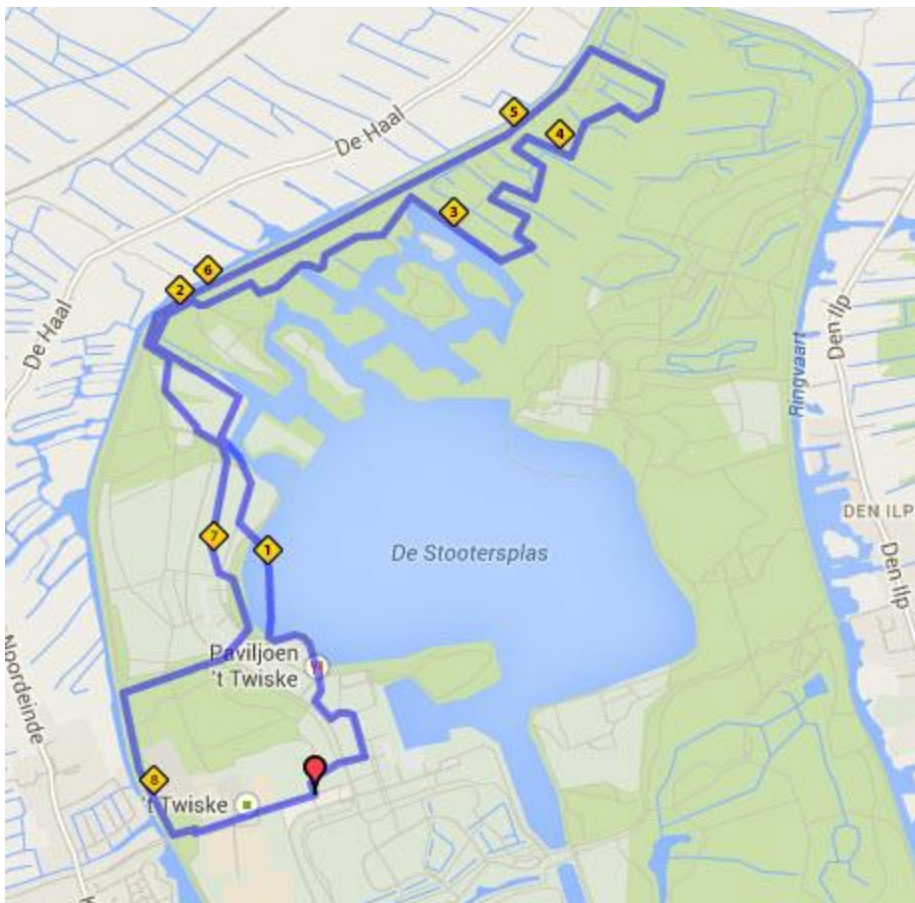 5
4
De Haal
3
6
2
De Haal
Den Ilp
Ringvaart
DEN ILP
7
1
De Stootersplas
Den Ilp
Noordeinde
Paviljoen
't Twiske
8
't Twiske
K